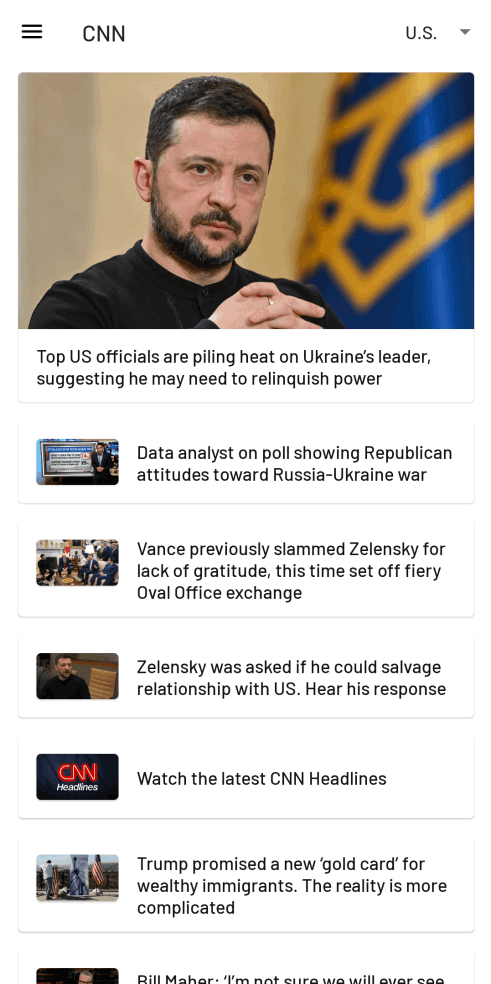 CNN
U.S.
Top US officials are piling heat on Ukraine’s leader,
suggesting he may need to relinquish power
Data analyst on poll showing Republican
attitudes toward Russia-Ukraine war
Vance previously slammed Zelensky for
lack of gratitude, this time set off fiery
Oval Office exchange
Zelensky was asked if he could salvage
relationship with US. Hear his response
CNN
Headlines
Watch the latest CNN Headlines
Trump promised a new ‘gold card’ for
wealthy immigrants. The reality is more
complicated
Bill Maher: ‘I’m not sure we will ever see